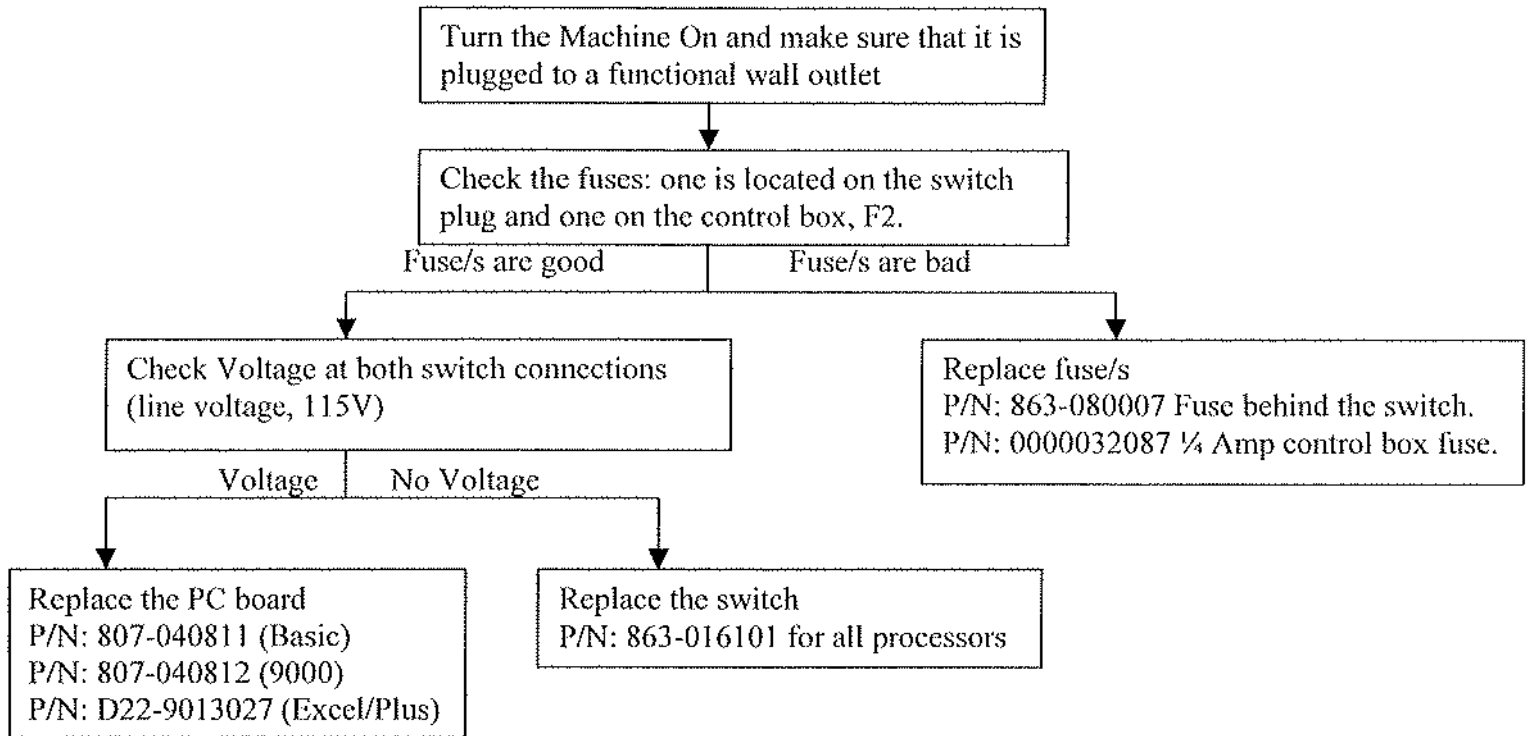 Turn the Machine On and make sure that it is
plugged to a functional wall outlet
Check the fuses: one is located on the switch
plug and one on the control box, F2.
Fuse/s are good
Fuse/s are bad
Check Voltage at both switch connections
(line voltage, 115V)
Replace fuse/s
P/N: 863-080007 Fuse behind the switch.
P/N: 0000032087 ¼ Amp control box fuse.
Voltage
No Voltage
Replace the PC board
P/N: 807-040811 (Basic)
P/N: 807-040812 (9000)
P/N: D22-9013027 (Excel/Plus)
Replace the switch
P/N: 863-016101 for all processors